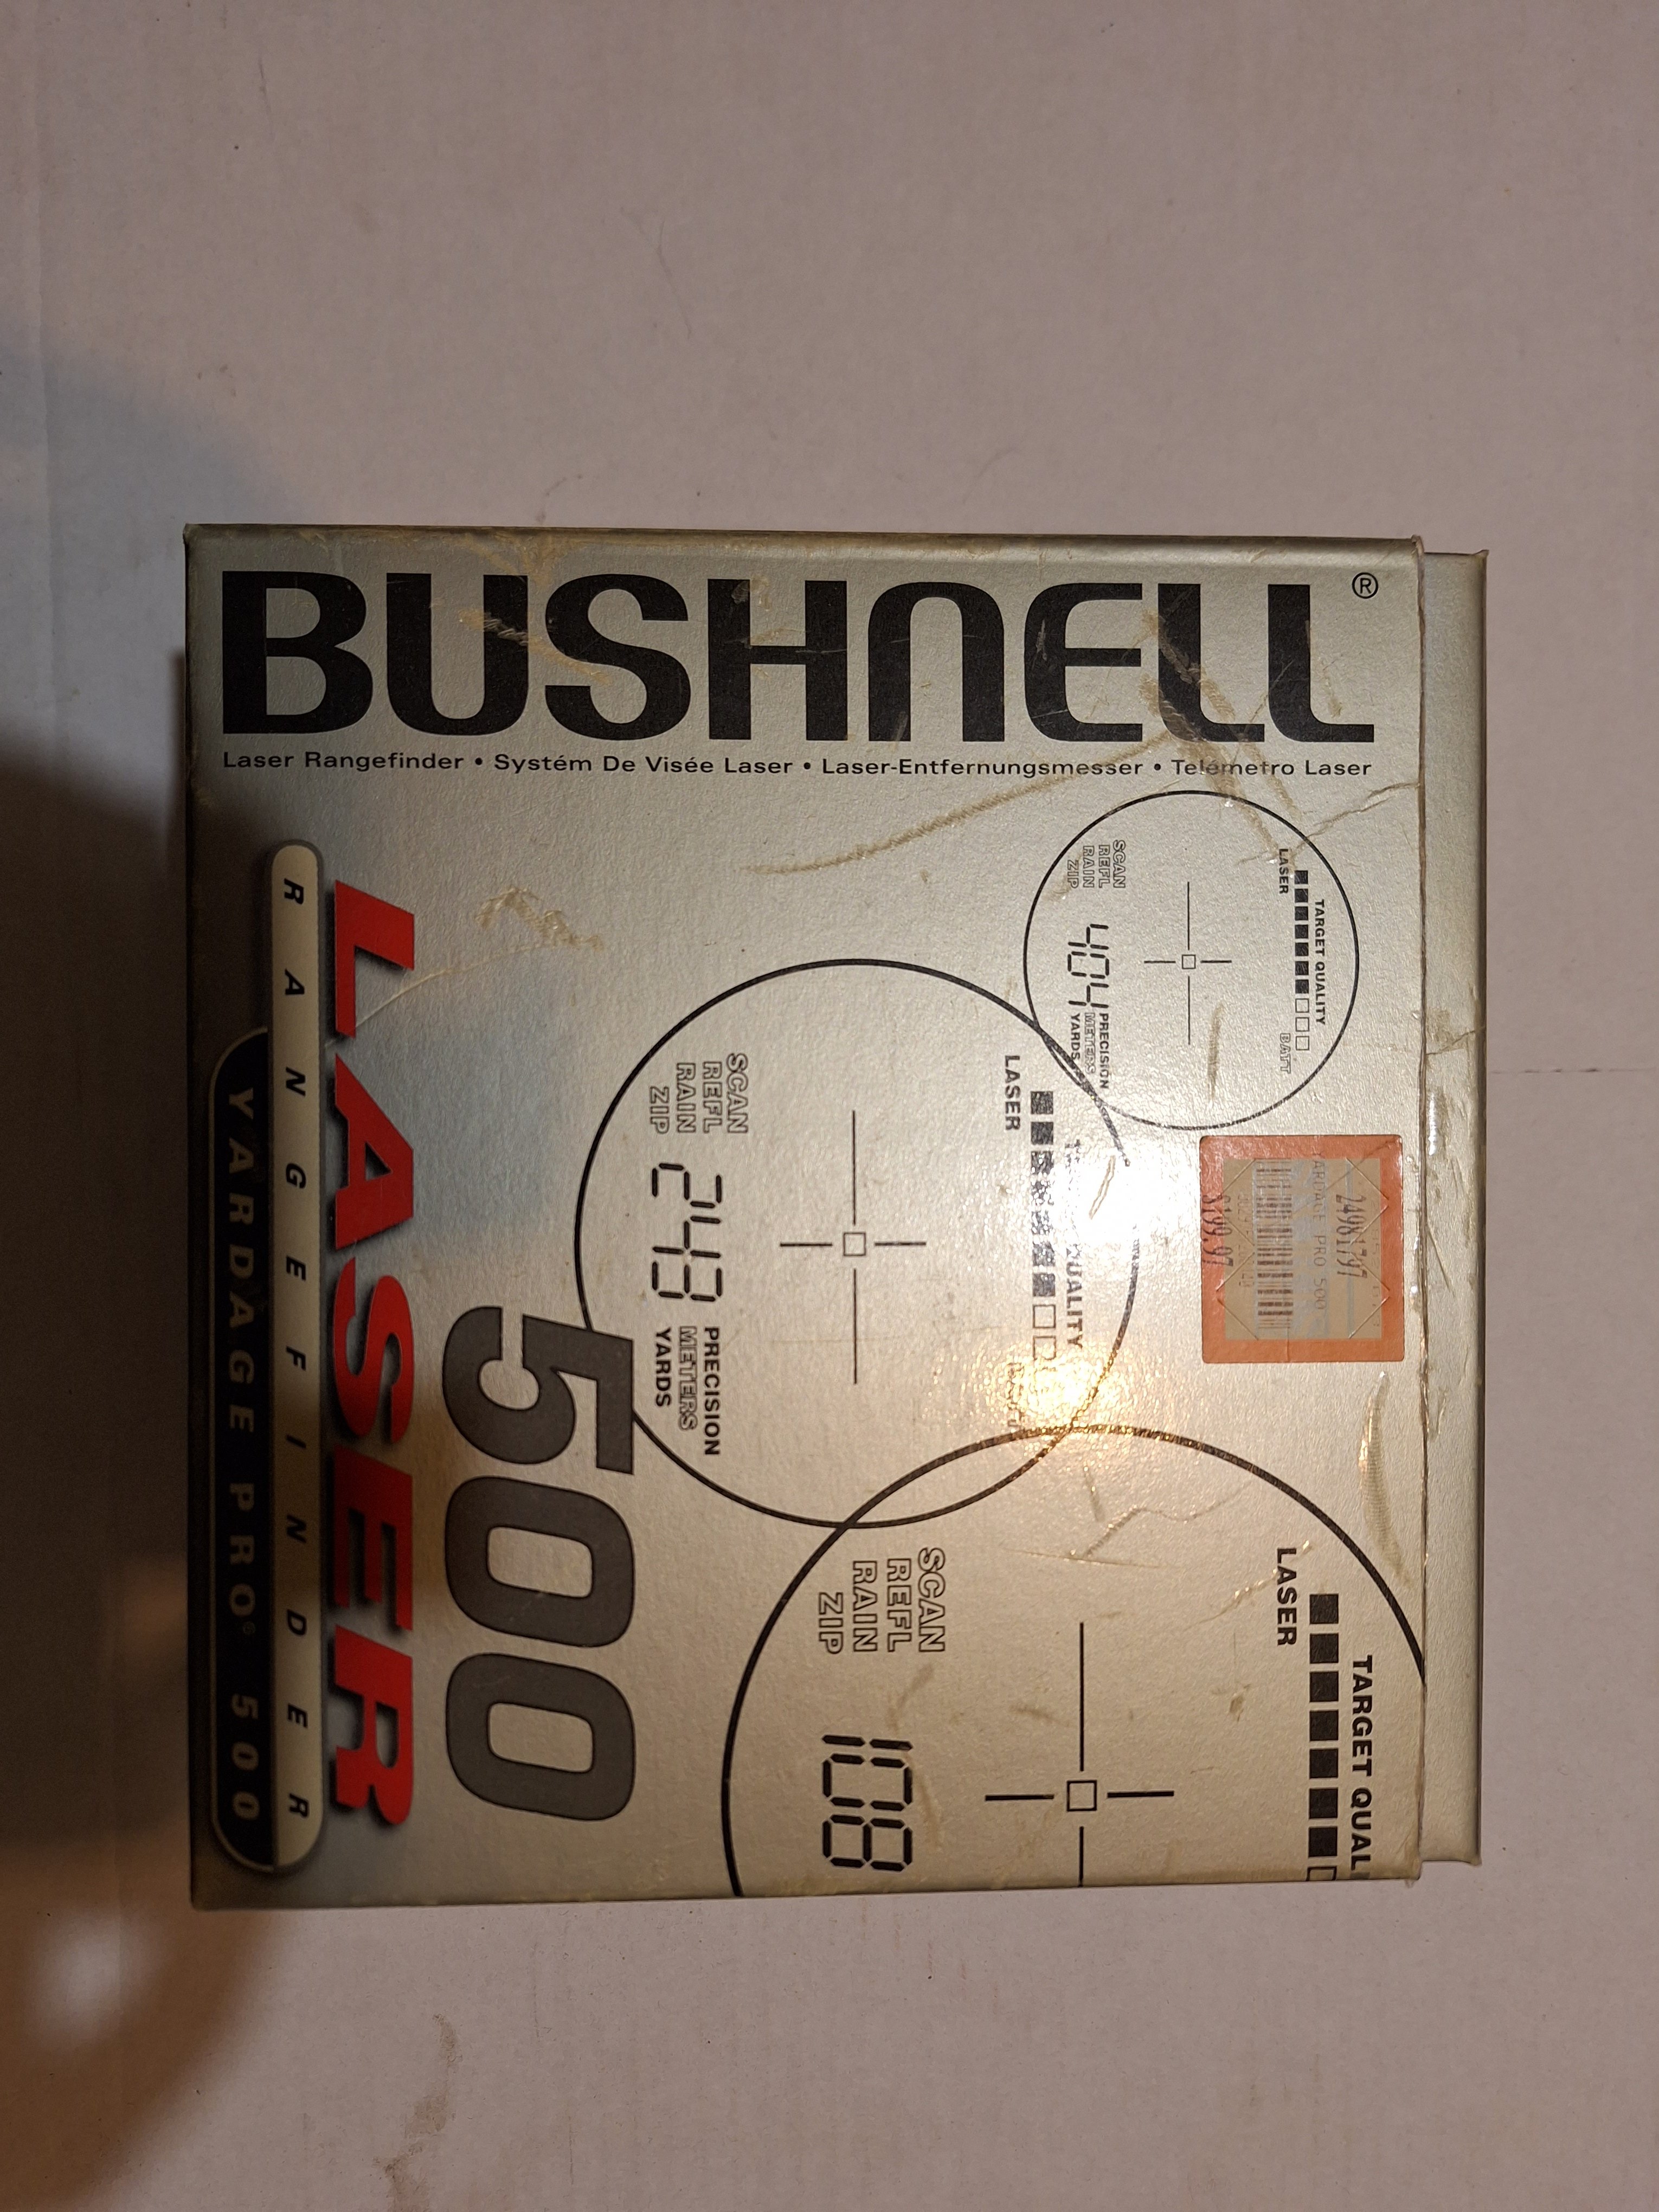 BUSHNELL®
Laser Rangefinder • Systém De Visée Laser • Laser-Entfernungsmesser • Telémetro Laser
TARGET QUALITY
LASER
BATT
SCAN
REFL
RAIN
ZIP
404
PRECISION
METERS
YARDS
QUALITY
LASER
SCAN
REFL
RAIN
ZIP
243
PRECISION
METERS
YARDS
24981797
ARDAGE PRO 500
$199.97
TARGET QUAL
LASER
SCAN
REFL
RAIN
ZIP
108
500
LASER
RANGEFINDER
YARDAGE PRO® 500